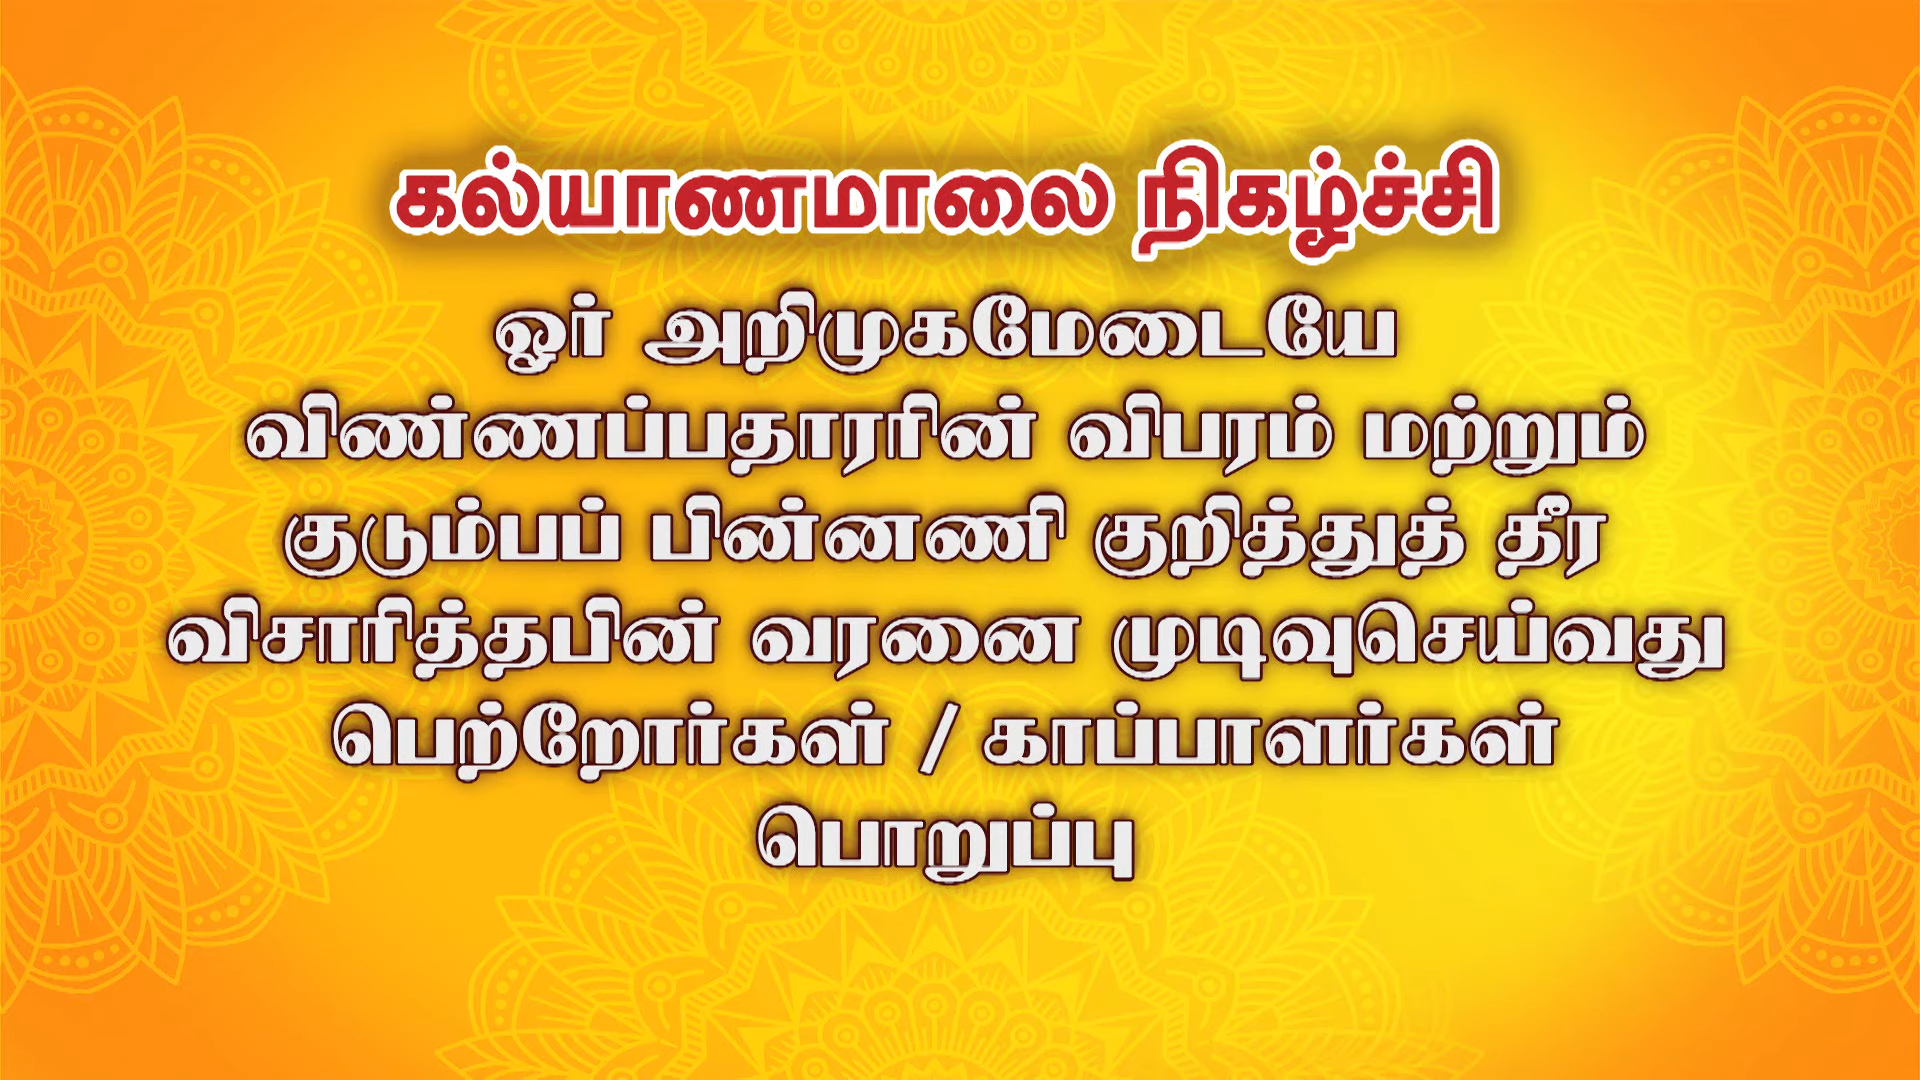 கல்யாணமாலை நிகழ்ச்சி
ஓர் அறிமுகமேடையே
விண்ணப்பதாரரின் விபரம் மற்றும்
குடும்பப் பின்னணி குறித்துத் தீர
விசாரித்தபின் வரனை முடிவுசெய்வது
பெற்றோர்கள் / காப்பாளர்கள்
பொறுப்பு